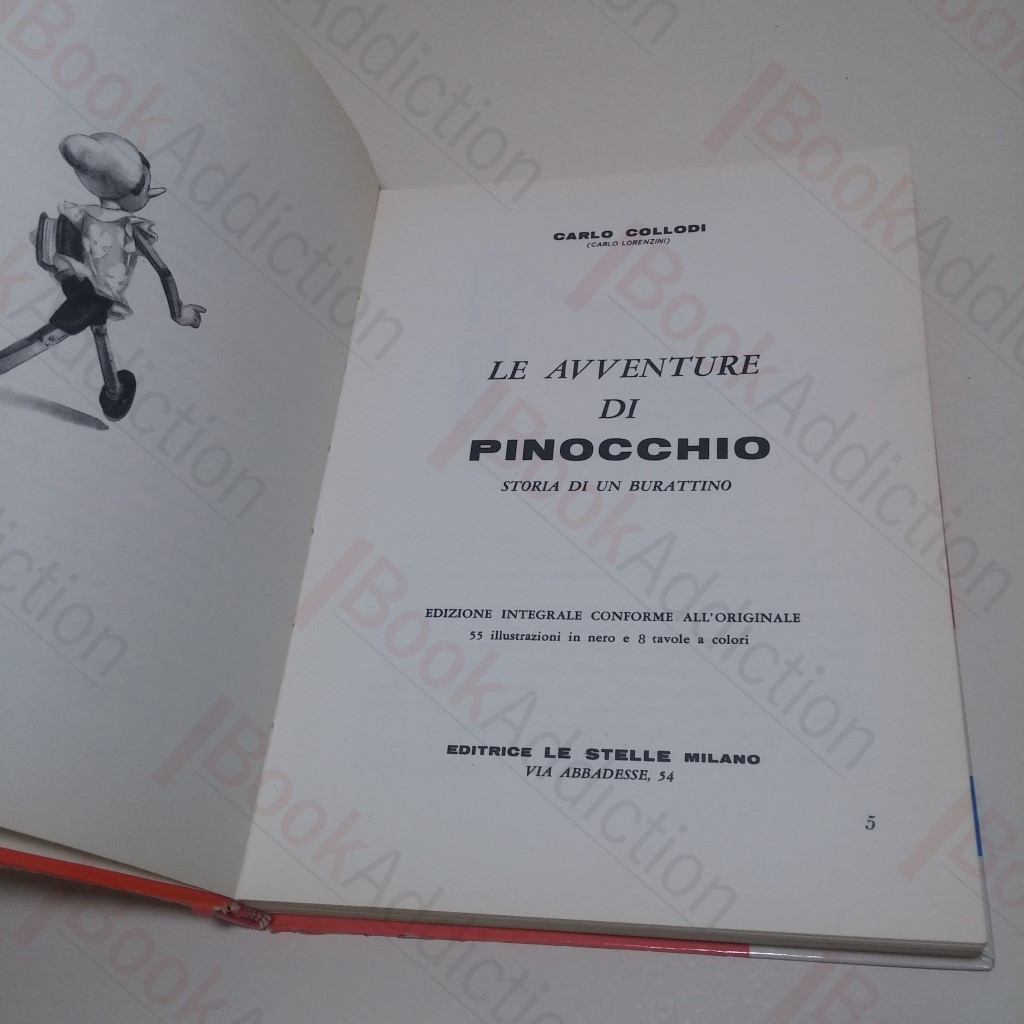 CARLO COLLODI
(CARLO LORENZINI)
LE AVVENTURE
DI
PINOCCHIO
STORIA DI UN BURATTINO
EDIZIONE INTEGRALE CONFORME ALL'ORIGINALE
55 illustrazioni in nero e 8 tavole a colori
EDITRICE LE STELLE MILANO
VIA ABBADESSE, 54
5
BookAddiction